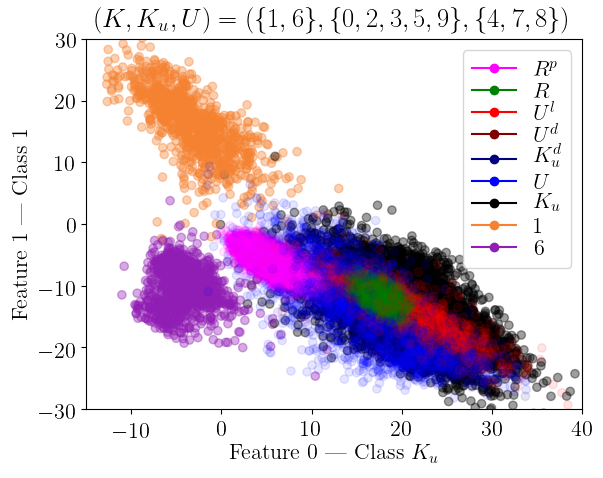 (K, K_u, U) = ({1, 6}, {0, 2, 3, 5, 9}, {4, 7, 8})
30
20
10
0
−10
−20
−30
Feature 1 — Class 1
R^p
R
U^l
U^d
K_u^d
U
K_u
1
6
−10
0
10
20
30
40
Feature 0 — Class K_u